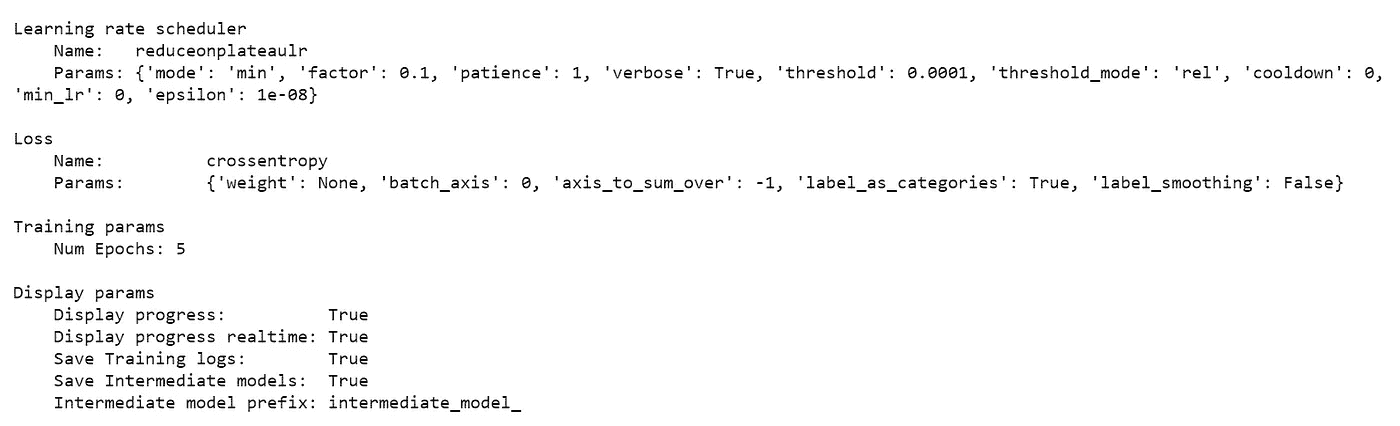 Learning rate scheduler
Name: reduceonplateaulr
Params: {'mode': 'min', 'factor': 0.1, 'patience': 1, 'verbose': True, 'threshold': 0.0001, 'threshold_mode': 'rel', 'cooldown': 0,
'min_lr': 0, 'epsilon': 1e-08}
Loss
Name: crossentropy
Params: {'weight': None, 'batch_axis': 0, 'axis_to_sum_over': -1, 'label_as_categories': True, 'label_smoothing': False}
Training params
Num Epochs: 5
Display params
Display progress: True
Display progress realtime: True
Save Training logs: True
Save Intermediate models: True
Intermediate model prefix: intermediate_model_